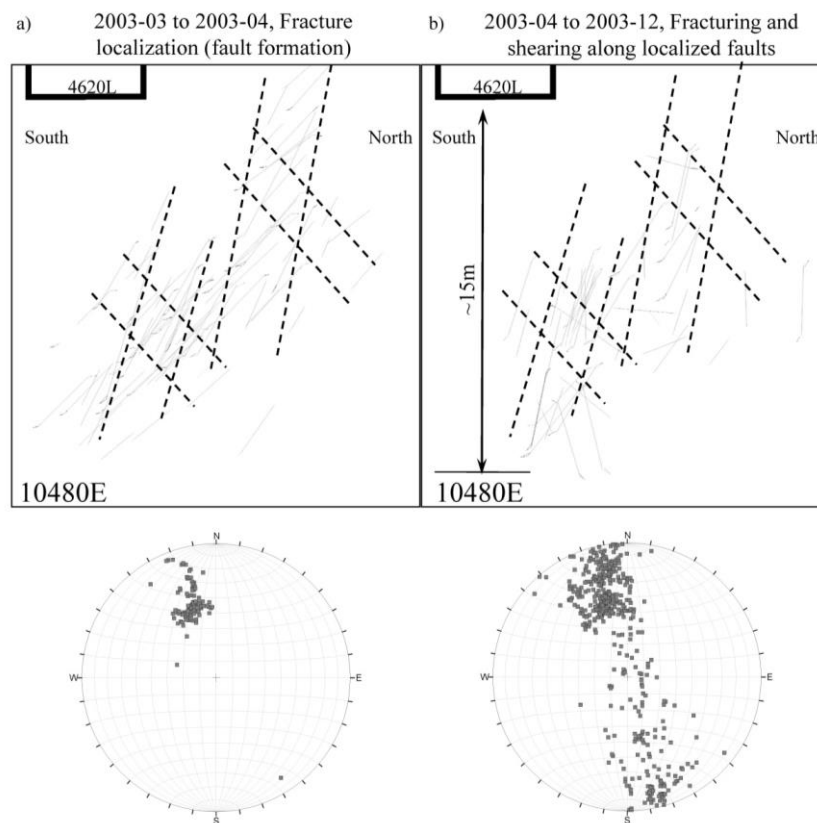 a) 2003-03 to 2003-04, Fracture
localization (fault formation)
b) 2003-04 to 2003-12, Fracturing and
shearing along localized faults
4620L
South
North
10480E
4620L
South
North
~15m
10480E
N
W
E
S
N
W
E
S